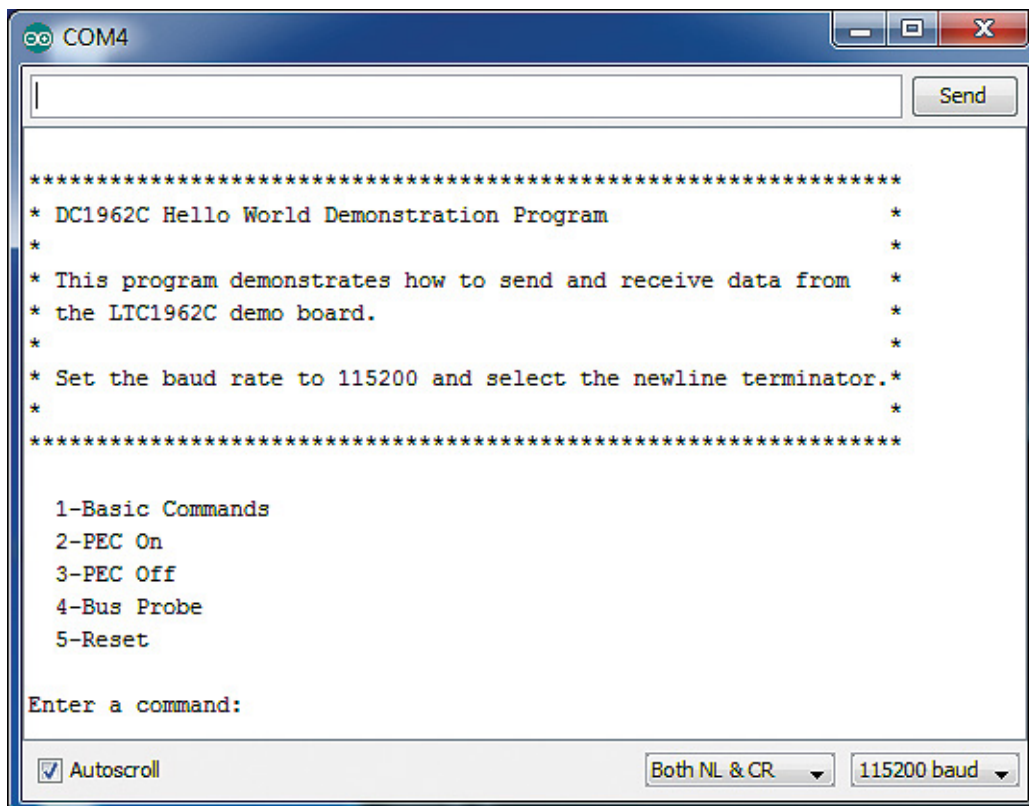 COM4
Send
*****************************************************************
* DC1962C Hello World Demonstration Program *
* *
* This program demonstrates how to send and receive data from *
* the LTC1962C demo board. *
* *
* Set the baud rate to 115200 and select the newline terminator.*
* *
*****************************************************************
1-Basic Commands
2-PEC On
3-PEC Off
4-Bus Probe
5-Reset
Enter a command:
Autoscroll Both NL & CR 115200 baud